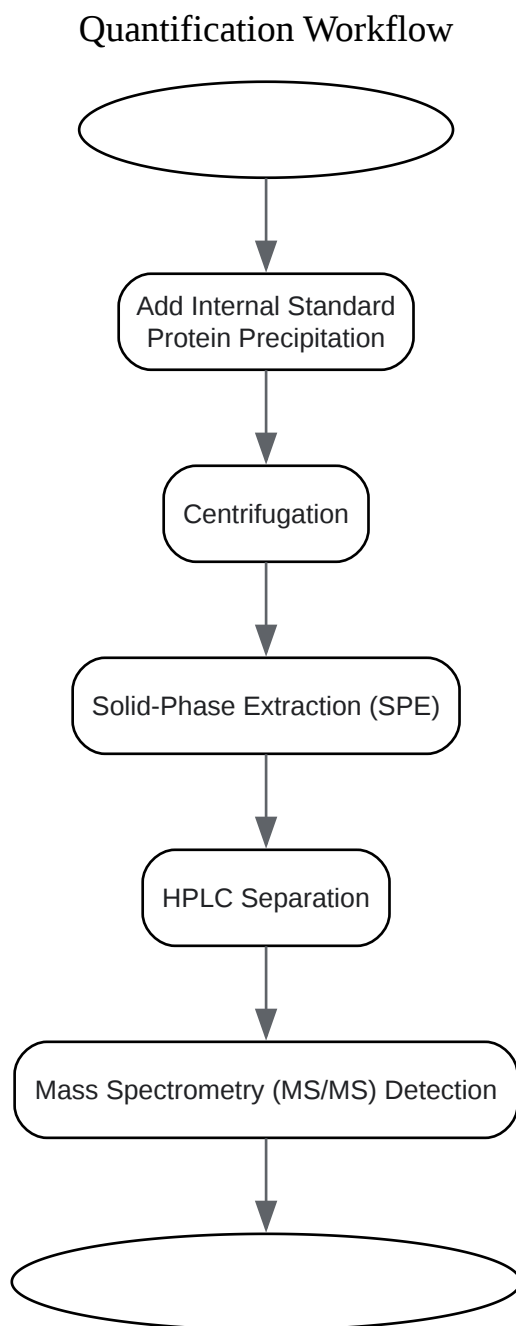 Quantification Workflow
Add Internal Standard
Protein Precipitation
Centrifugation
Solid-Phase Extraction (SPE)
HPLC Separation
Mass Spectrometry (MS/MS) Detection